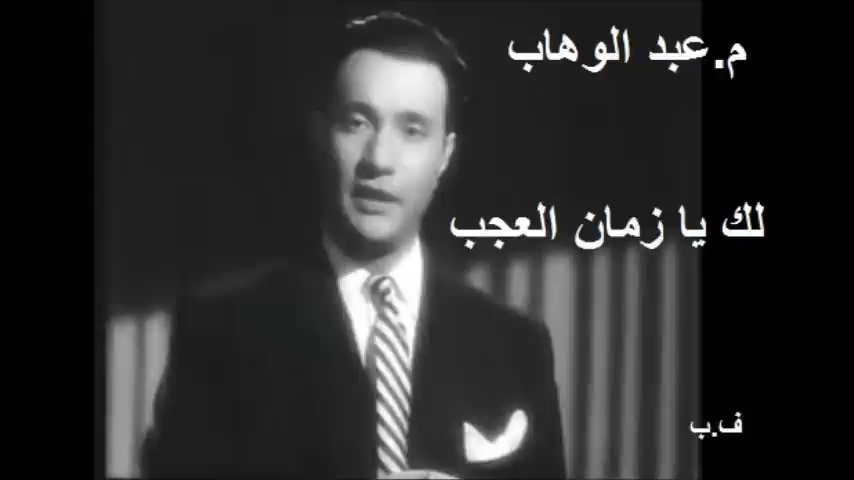 م.عبد الوهاب
لك يا زمان العجب
ف.ب